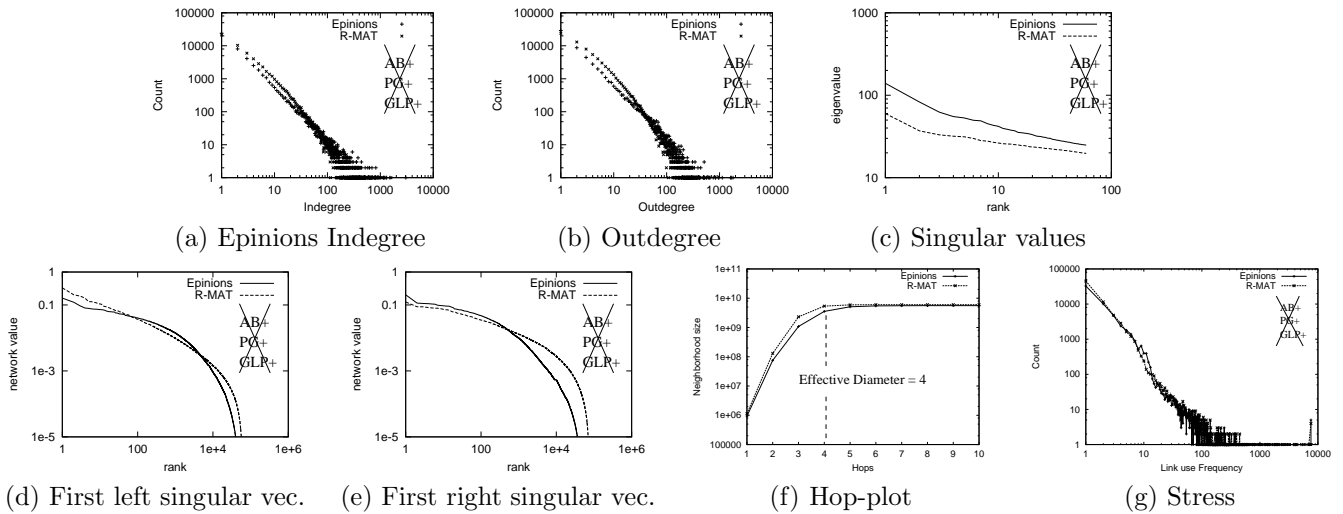 100000
10000
1000
100
10
1
Count
1 10 100 1000 10000
Indegree
Epinions
R-MAT
AB+
PG+
GLP+
(a) Epinions Indegree
100000
10000
1000
100
10
1
Count
1 10 100 1000 10000
Outdegree
Epinions
R-MAT
AB+
PG+
GLP+
(b) Outdegree
1000
100
10
eigenvalue
1 10 100
rank
Epinions
R-MAT
AB+
PG+
GLP+
(c) Singular values
1
0.1
1e-3
1e-5
network value
1 100 1e+4 1e+6
rank
Epinions
R-MAT
AB+
PG+
GLP+
(d) First left singular vec.
1
0.1
1e-3
1e-5
network value
1 100 1e+4 1e+6
rank
Epinions
R-MAT
AB+
PG+
GLP+
(e) First right singular vec.
1e+11
1e+10
1e+09
1e+08
1e+07
1e+06
100000
Neighborhood size
1 2 3 4 5 6 7 8 9 10
Hops
Epinions
R-MAT
Effective Diameter = 4
(f) Hop-plot
100000
10000
1000
100
10
1
Count
1 10 100 1000 10000
Link use Frequency
Epinions
R-MAT
AB+
PG+
GLP+
(g) Stress